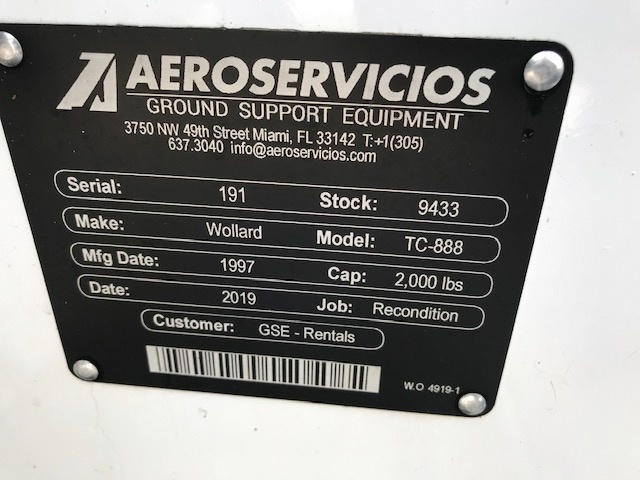 AEROSERVICIOS
GROUND SUPPORT EQUIPMENT
3750 NW 49th Street Miami, FL 33142 T:+1(305)
637.3040 info@aeroservicios.com
Serial: 191 Stock: 9433
Make: Wollard Model: TC-888
Mfg Date: 1997 Cap: 2,000 lbs
Date: 2019 Job: Recondition
Customer: GSE - Rentals
W.O 4919-1